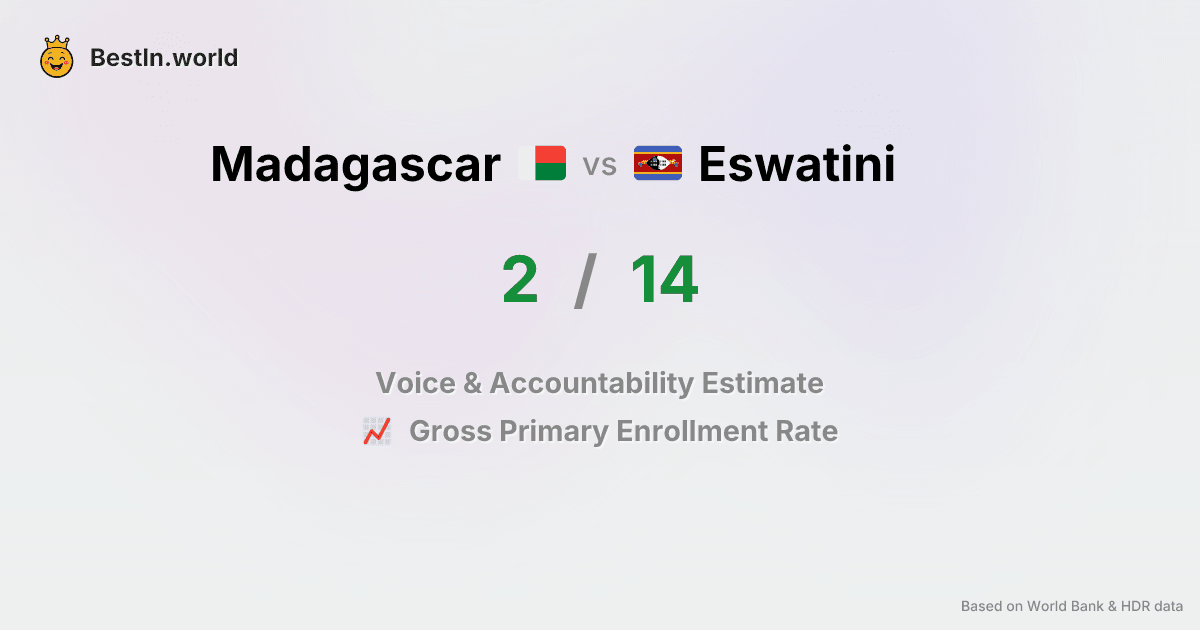 BestIn.world
Madagascar vs Eswatini
2 / 14
Voice & Accountability Estimate
Gross Primary Enrollment Rate
Based on World Bank & HDR data